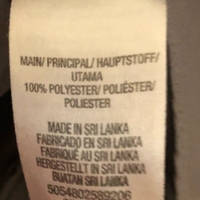 MAIN/ PRINCIPAL/ HAUPTSTOFF/
UTAMA
100% POLYESTER/ POLIÉSTER/
POLIESTER
MADE IN SRI LANKA
FABRICADO EN SRI LANKA
FABRIQUÉ AU SRI LANKA
HERGESTELLT IN SRI LANKA
BUATAN SRI LANKA
5054802589206